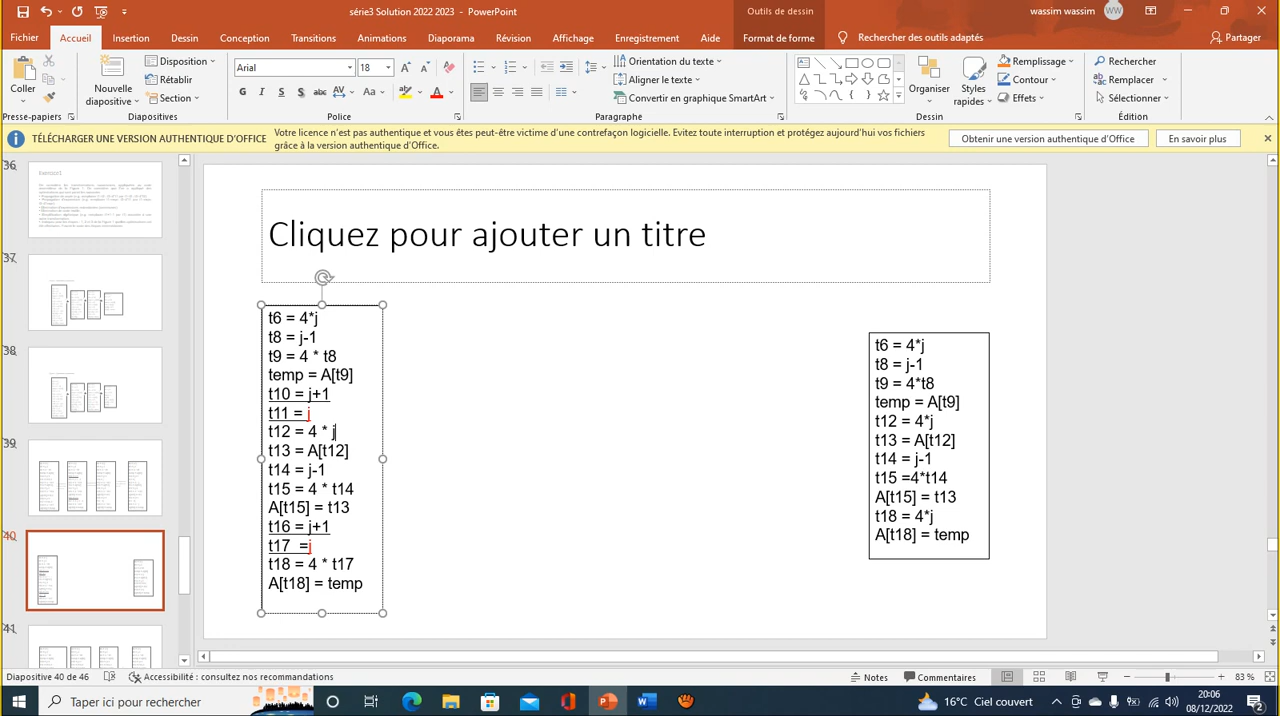 série3 Solution 2022 2023 - PowerPoint
Outils de dessin
wassim wassim
WW
Fichier
Accueil
Insertion
Dessin
Conception
Transitions
Animations
Diaporama
Révision
Affichage
Enregistrement
Aide
Format de forme
Rechercher des outils adaptés
Partager
Coller
Nouvelle
diapositive
Disposition
Rétablir
Section
Arial
18
G
I
S
S
abc
AV
Aa
A
Orientation du texte
Aligner le texte
Convertir en graphique SmartArt
Organiser
Styles
rapides
Remplissage
Contour
Effets
Rechercher
Remplacer
Sélectionner
Presse-papiers
Diapositives
Police
Paragraphe
Dessin
Édition
TÉLÉCHARGER UNE VERSION AUTHENTIQUE D'OFFICE
Votre licence n'est pas authentique et vous êtes peut-être victime d'une contrefaçon logicielle. Evitez toute interruption et protégez aujourd'hui vos fichiers
grâce à la version authentique d'Office.
Obtenir une version authentique d'Office
En savoir plus
36
37
38
39
40
41
Exercice1
Cliquez pour ajouter un titre
t6 = 4*j
t8 = j-1
t9 = 4 * t8
temp = A[t9]
t10 = j+1
t11 = j
t12 = 4 * j
t13 = A[t12]
t14 = j-1
t15 = 4 * t14
A[t15] = t13
t16 = j+1
t17 =j
t18 = 4 * t17
A[t18] = temp
t6 = 4*j
t8 = j-1
t9 = 4*t8
temp = A[t9]
t12 = 4*j
t13 = A[t12]
t14 = j-1
t15 =4*t14
A[t15] = t13
t18 = 4*j
A[t18] = temp
Diapositive 40 de 46
Accessibilité : consultez nos recommandations
Notes
Commentaires
83 %
Taper ici pour rechercher
16°C Ciel couvert
20:06
08/12/2022
2